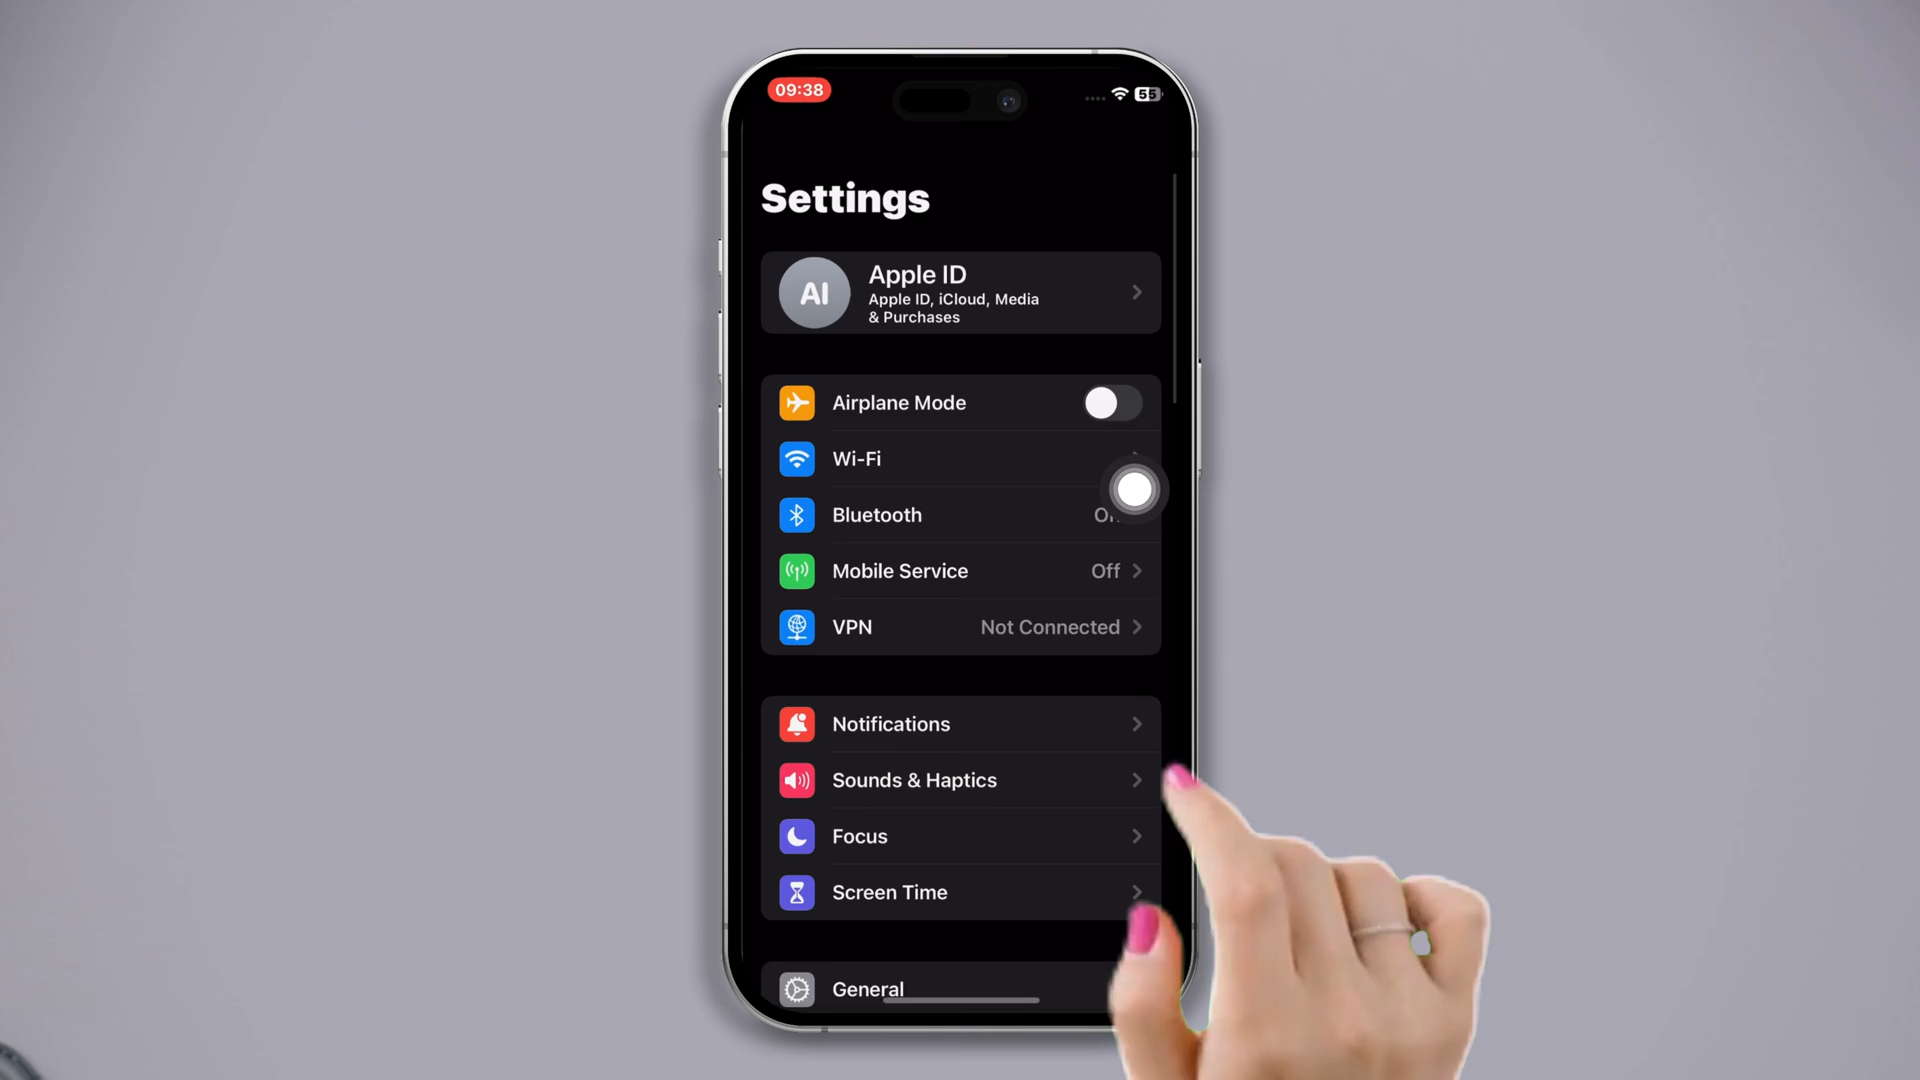 09:38
55
Settings
AI
Apple ID
Apple ID, iCloud, Media
& Purchases
Airplane Mode
Wi-Fi
Bluetooth
Mobile Service Off
VPN Not Connected
Notifications
Sounds & Haptics
Focus
Screen Time
General